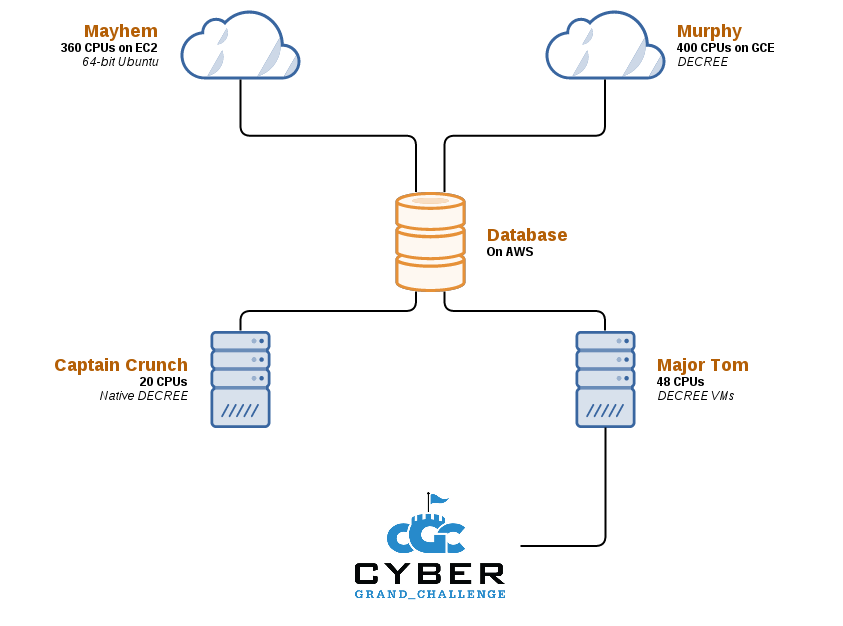 Mayhem
360 CPUs on EC2
64-bit Ubuntu
Murphy
400 CPUs on GCE
DECREE
Database
On AWS
Captain Crunch
20 CPUs
Native DECREE
Major Tom
48 CPUs
DECREE VMs
CGC
CYBER
GRAND_CHALLENGE